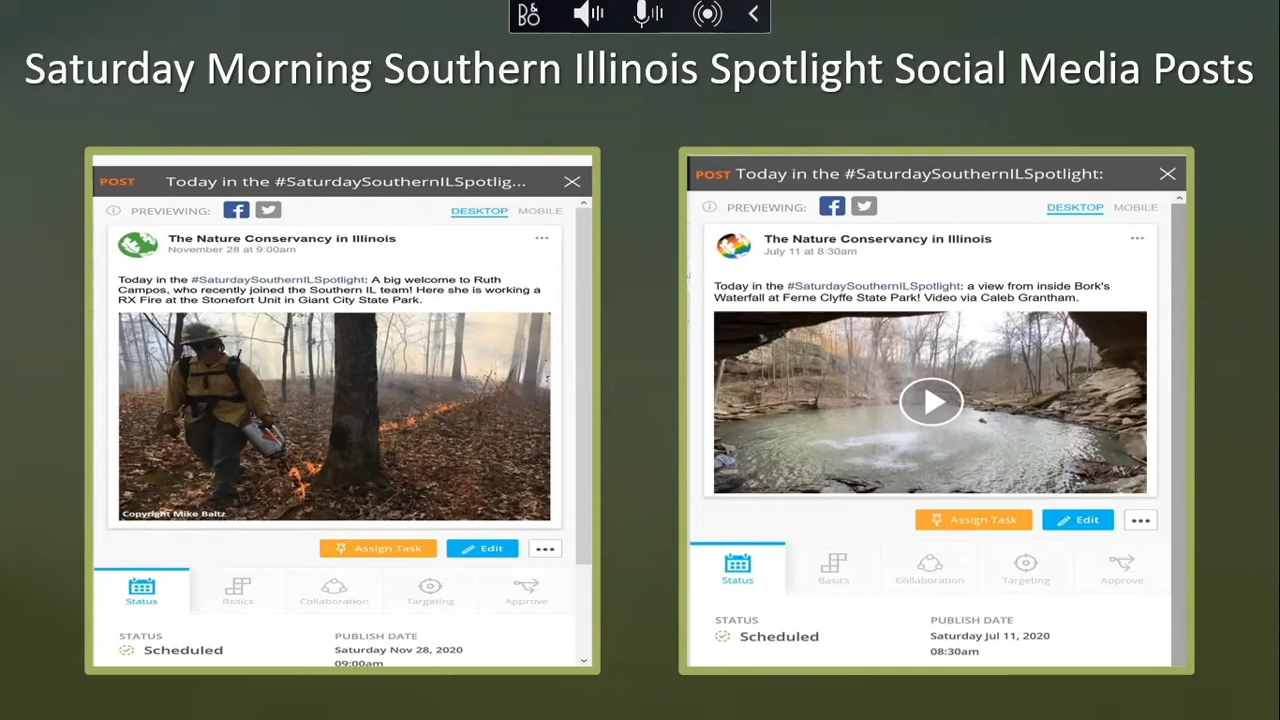 B&O
Saturday Morning Southern Illinois Spotlight Social Media Posts
POST Today in the #SaturdaySouthernILSpotlig...
PREVIEWING:
DESKTOP MOBILE
The Nature Conservancy in Illinois
November 28 at 9:00am
Today in the #SaturdaySouthernILSpotlight: A big welcome to Ruth
Campos, who recently joined the Southern IL team! Here she is working a
RX Fire at the Stonefort Unit in Giant City State Park.
Copyright Mike Baltz
Assign Task Edit
Status Basics Collaboration Targeting Approve
STATUS
Scheduled
PUBLISH DATE
Saturday Nov 28, 2020
09:00am
POST Today in the #SaturdaySouthernILSpotlight:
PREVIEWING:
DESKTOP MOBILE
The Nature Conservancy in Illinois
July 11 at 8:30am
Today in the #SaturdaySouthernILSpotlight: a view from inside Bork's
Waterfall at Ferne Clyffe State Park! Video via Caleb Grantham.
Assign Task Edit
Status Basics Collaboration Targeting Approve
STATUS
Scheduled
PUBLISH DATE
Saturday Jul 11, 2020
08:30am